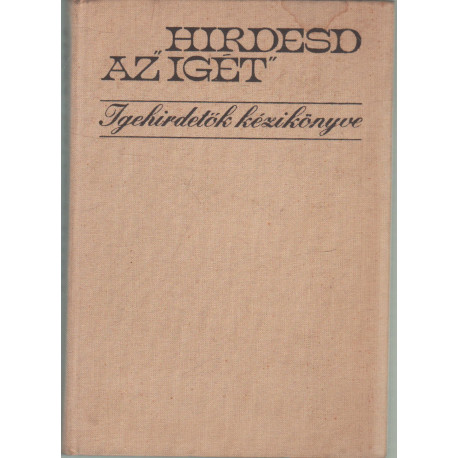 „HIRDESD
AZ IGÉT”
Igehirdetők kézikönyve